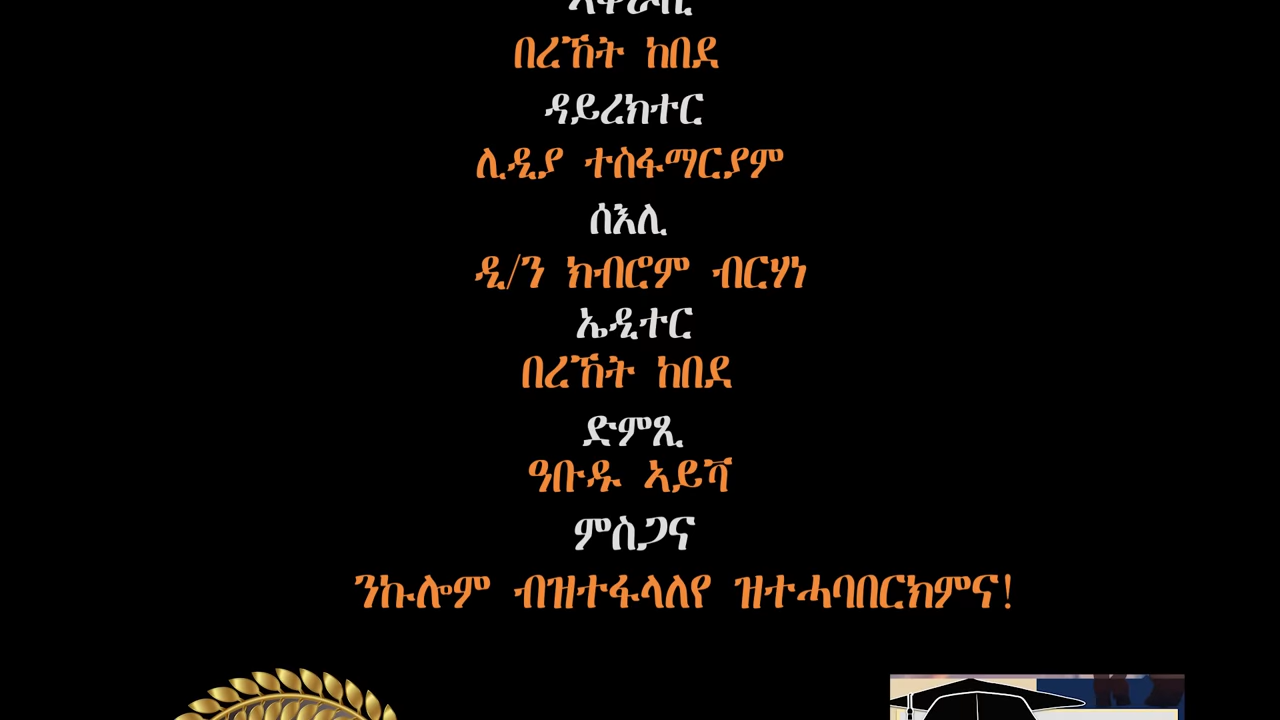 በረኸት ከበደ
ዳይረክተር
ሊዲያ ተስፋማርያም
ሰእሊ
ዲ/ን ክብሮም ብርሃነ
ኤዲተር
በረኸት ከበደ
ድምጺ
ዓቡዱ ኣይሻ
ምስጋና
ንኩሎም ብዝተፋላለየ ዝተሓባበርክምና!